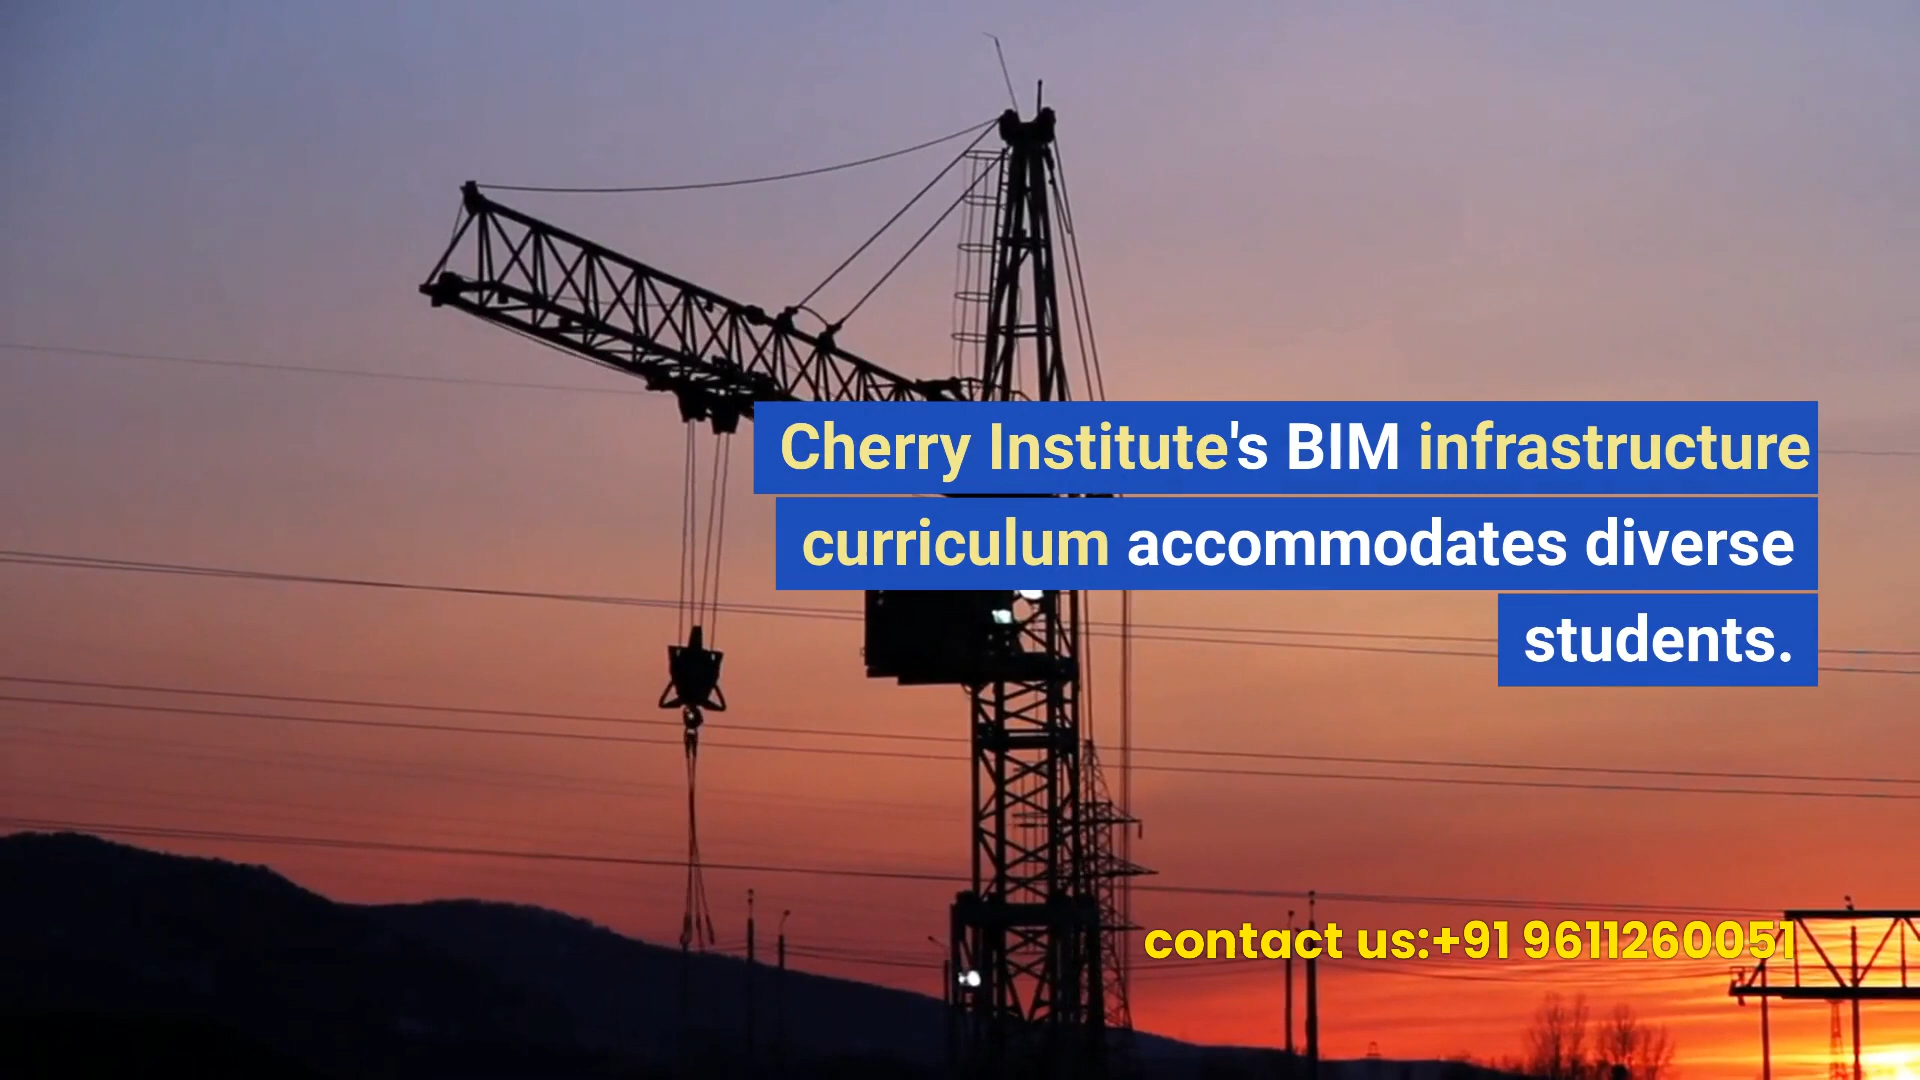 Cherry Institute's BIM infrastructure
curriculum accommodates diverse
students.
contact us:+91 9611260051